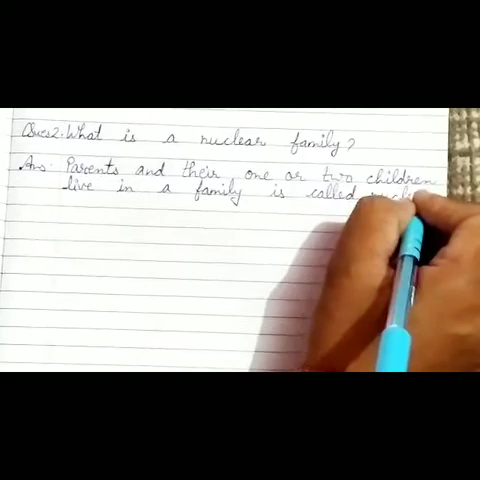 Ques2. What is a nuclear family?
Ans. Parents and their one or two children
live in a family is called